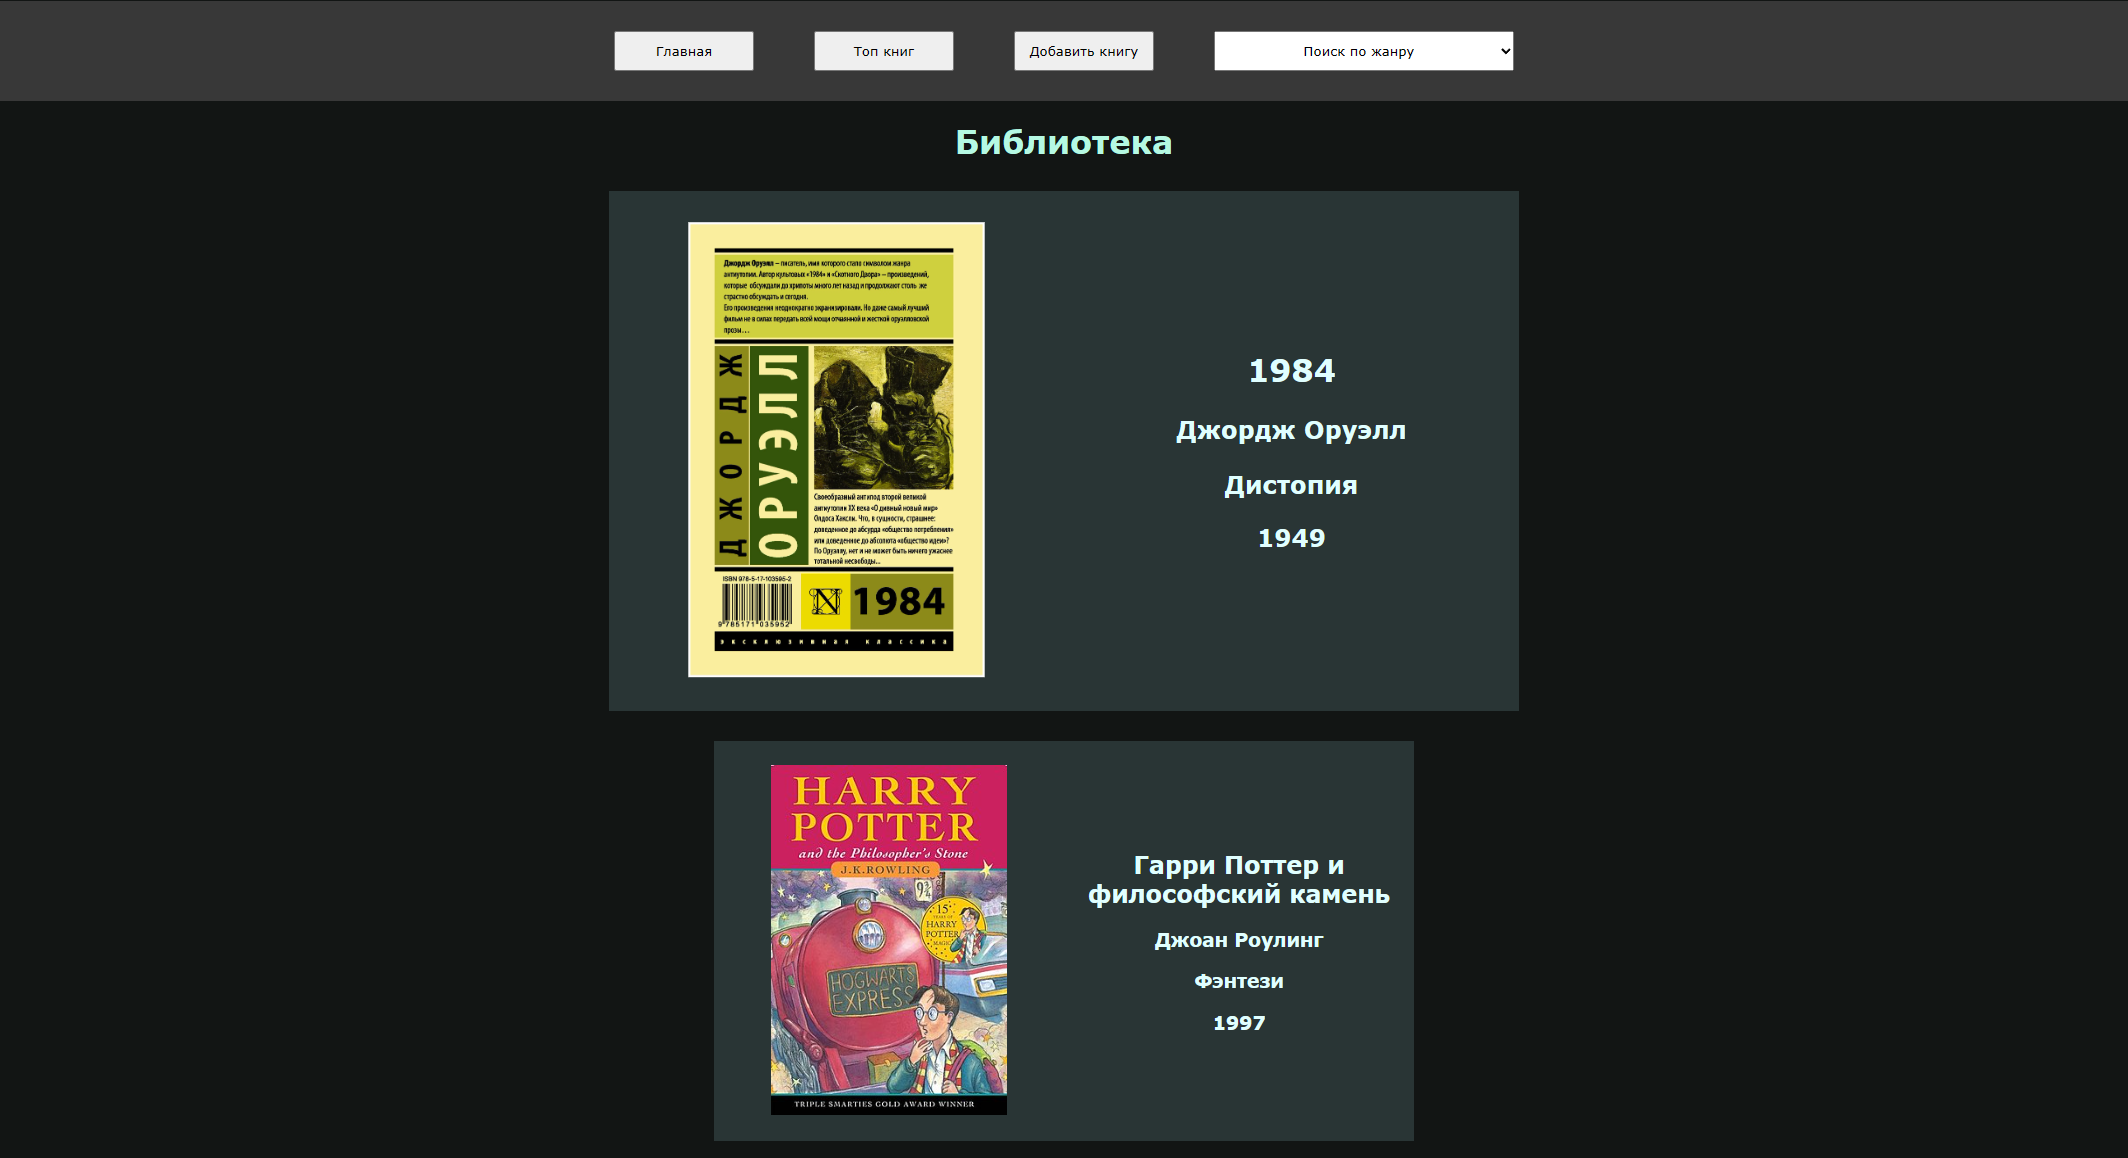 Главная
Топ книг
Добавить книгу
Поиск по жанру
Библиотека
Джордж Оруэлл – писатель, имя которого стало символом жанра
антиутопии. Автор культовых «1984» и «Скотного Двора» – произведений,
которые обсуждали до хрипоты много лет назад и продолжают столь же
страстно обсуждать и сегодня.
Его произведения неоднократно экранизировали. Но даже самый лучший
фильм не в силах передать всей мощи отчаянной и жесткой оруэлловской
прозы…
ДЖОРДЖ
ОРУЭЛЛ
Своеобразный антипод второй великой
антиутопии XX века «О дивный новый мир»
Олдоса Хаксли. Что, в сущности, страшнее:
доведенное до абсурда «общество потребления»
или доведенное до абсолюта «общество идеи»?
По Оруэллу, нет и не может быть ничего ужаснее
тотальной несвободы...
ISBN 978-5-17-103595-2
9 785171 035952
N
1984
эксклюзивная классика
1984
Джордж Оруэлл
Дистопия
1949
HARRY
POTTER
and the Philosopher's Stone
J.K.ROWLING
9 3/4
15
YEARS OF
HARRY
POTTER
MAGIC
HOGWARTS
EXPRESS
TRIPLE SMARTIES GOLD AWARD WINNER
Гарри Поттер и
философский камень
Джоан Роулинг
Фэнтези
1997